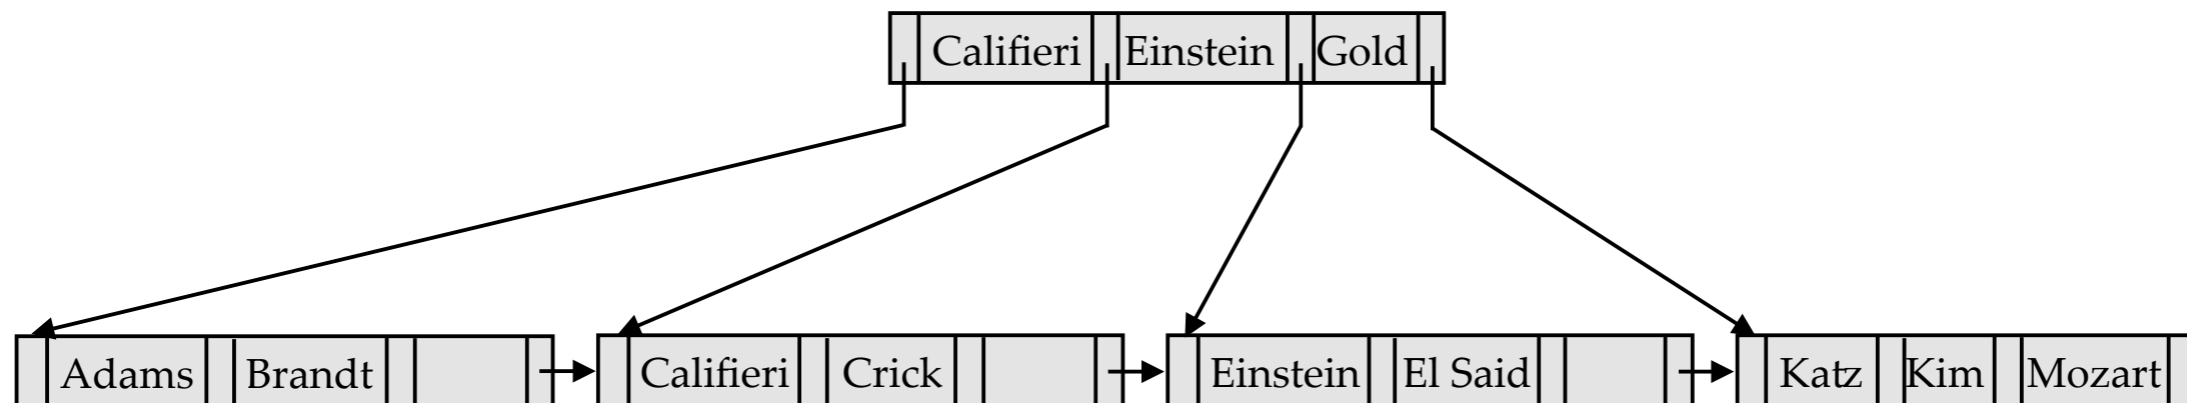 Califieri Einstein Gold
Adams Brandt Califieri Crick Einstein El Said Katz Kim Mozart